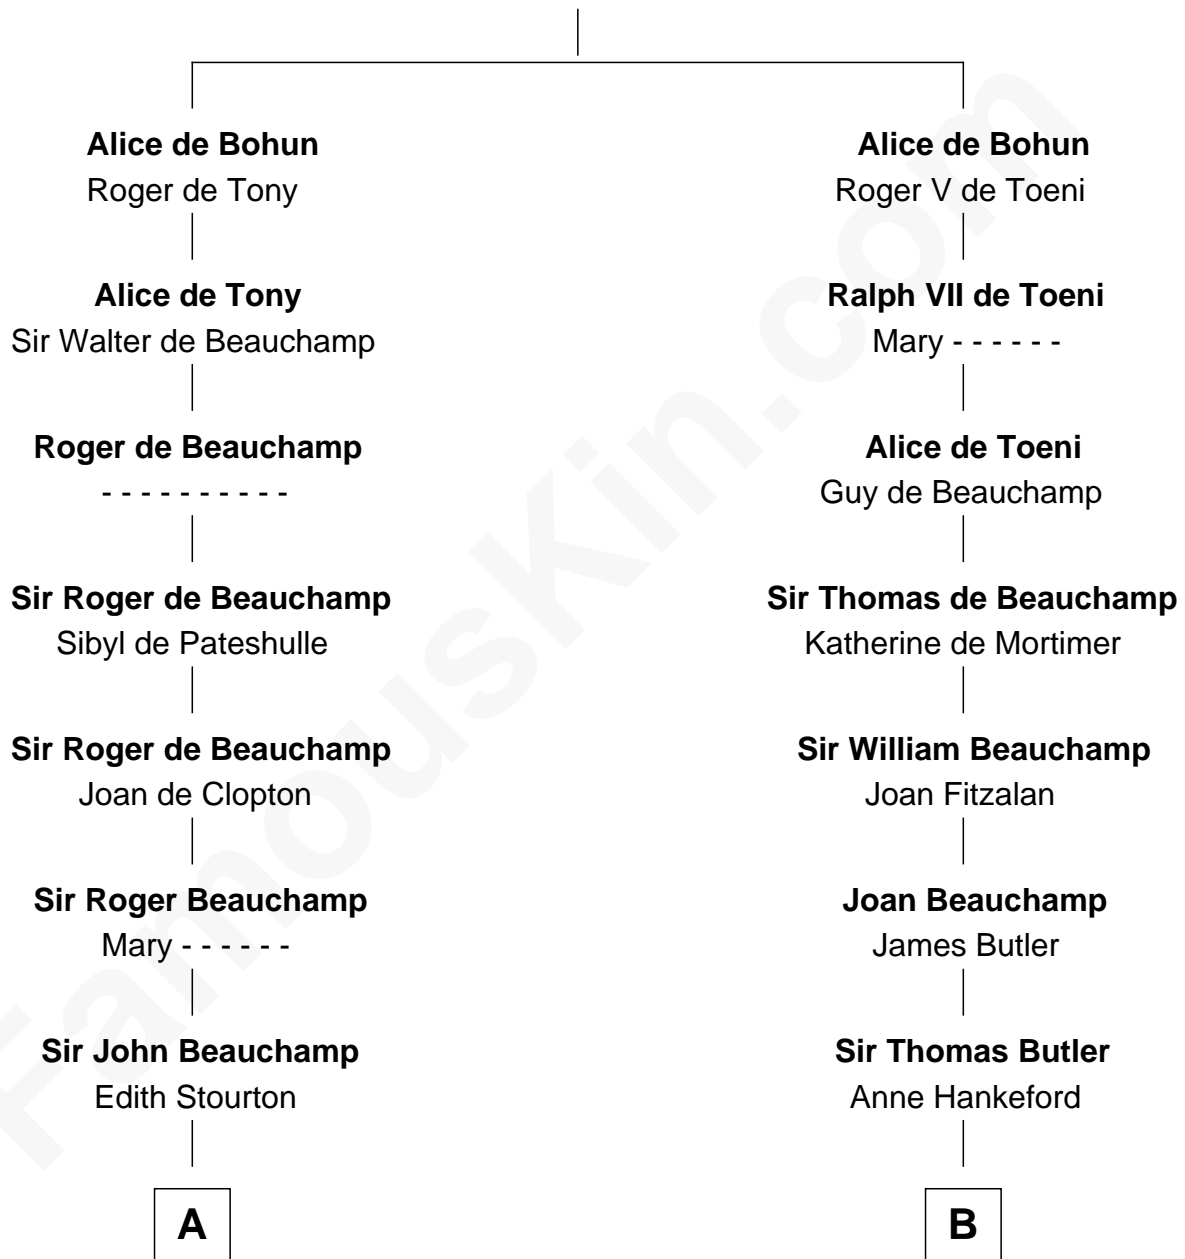 Alice de Bohun
Roger de Tony
Alice de Tony
Sir Walter de Beauchamp
Roger de Beauchamp
- - - - - - - - - -
Sir Roger de Beauchamp
Sibyl de Pateshulle
Sir Roger de Beauchamp
Joan de Clopton
Sir Roger Beauchamp
Mary - - - - - -
Sir John Beauchamp
Edith Stourton
A
Alice de Bohun
Roger V de Toeni
Ralph VII de Toeni
Mary - - - - - -
Alice de Toeni
Guy de Beauchamp
Sir Thomas de Beauchamp
Katherine de Mortimer
Sir William Beauchamp
Joan Fitzalan
Joan Beauchamp
James Butler
Sir Thomas Butler
Anne Hankeford
B
FamousKin.com